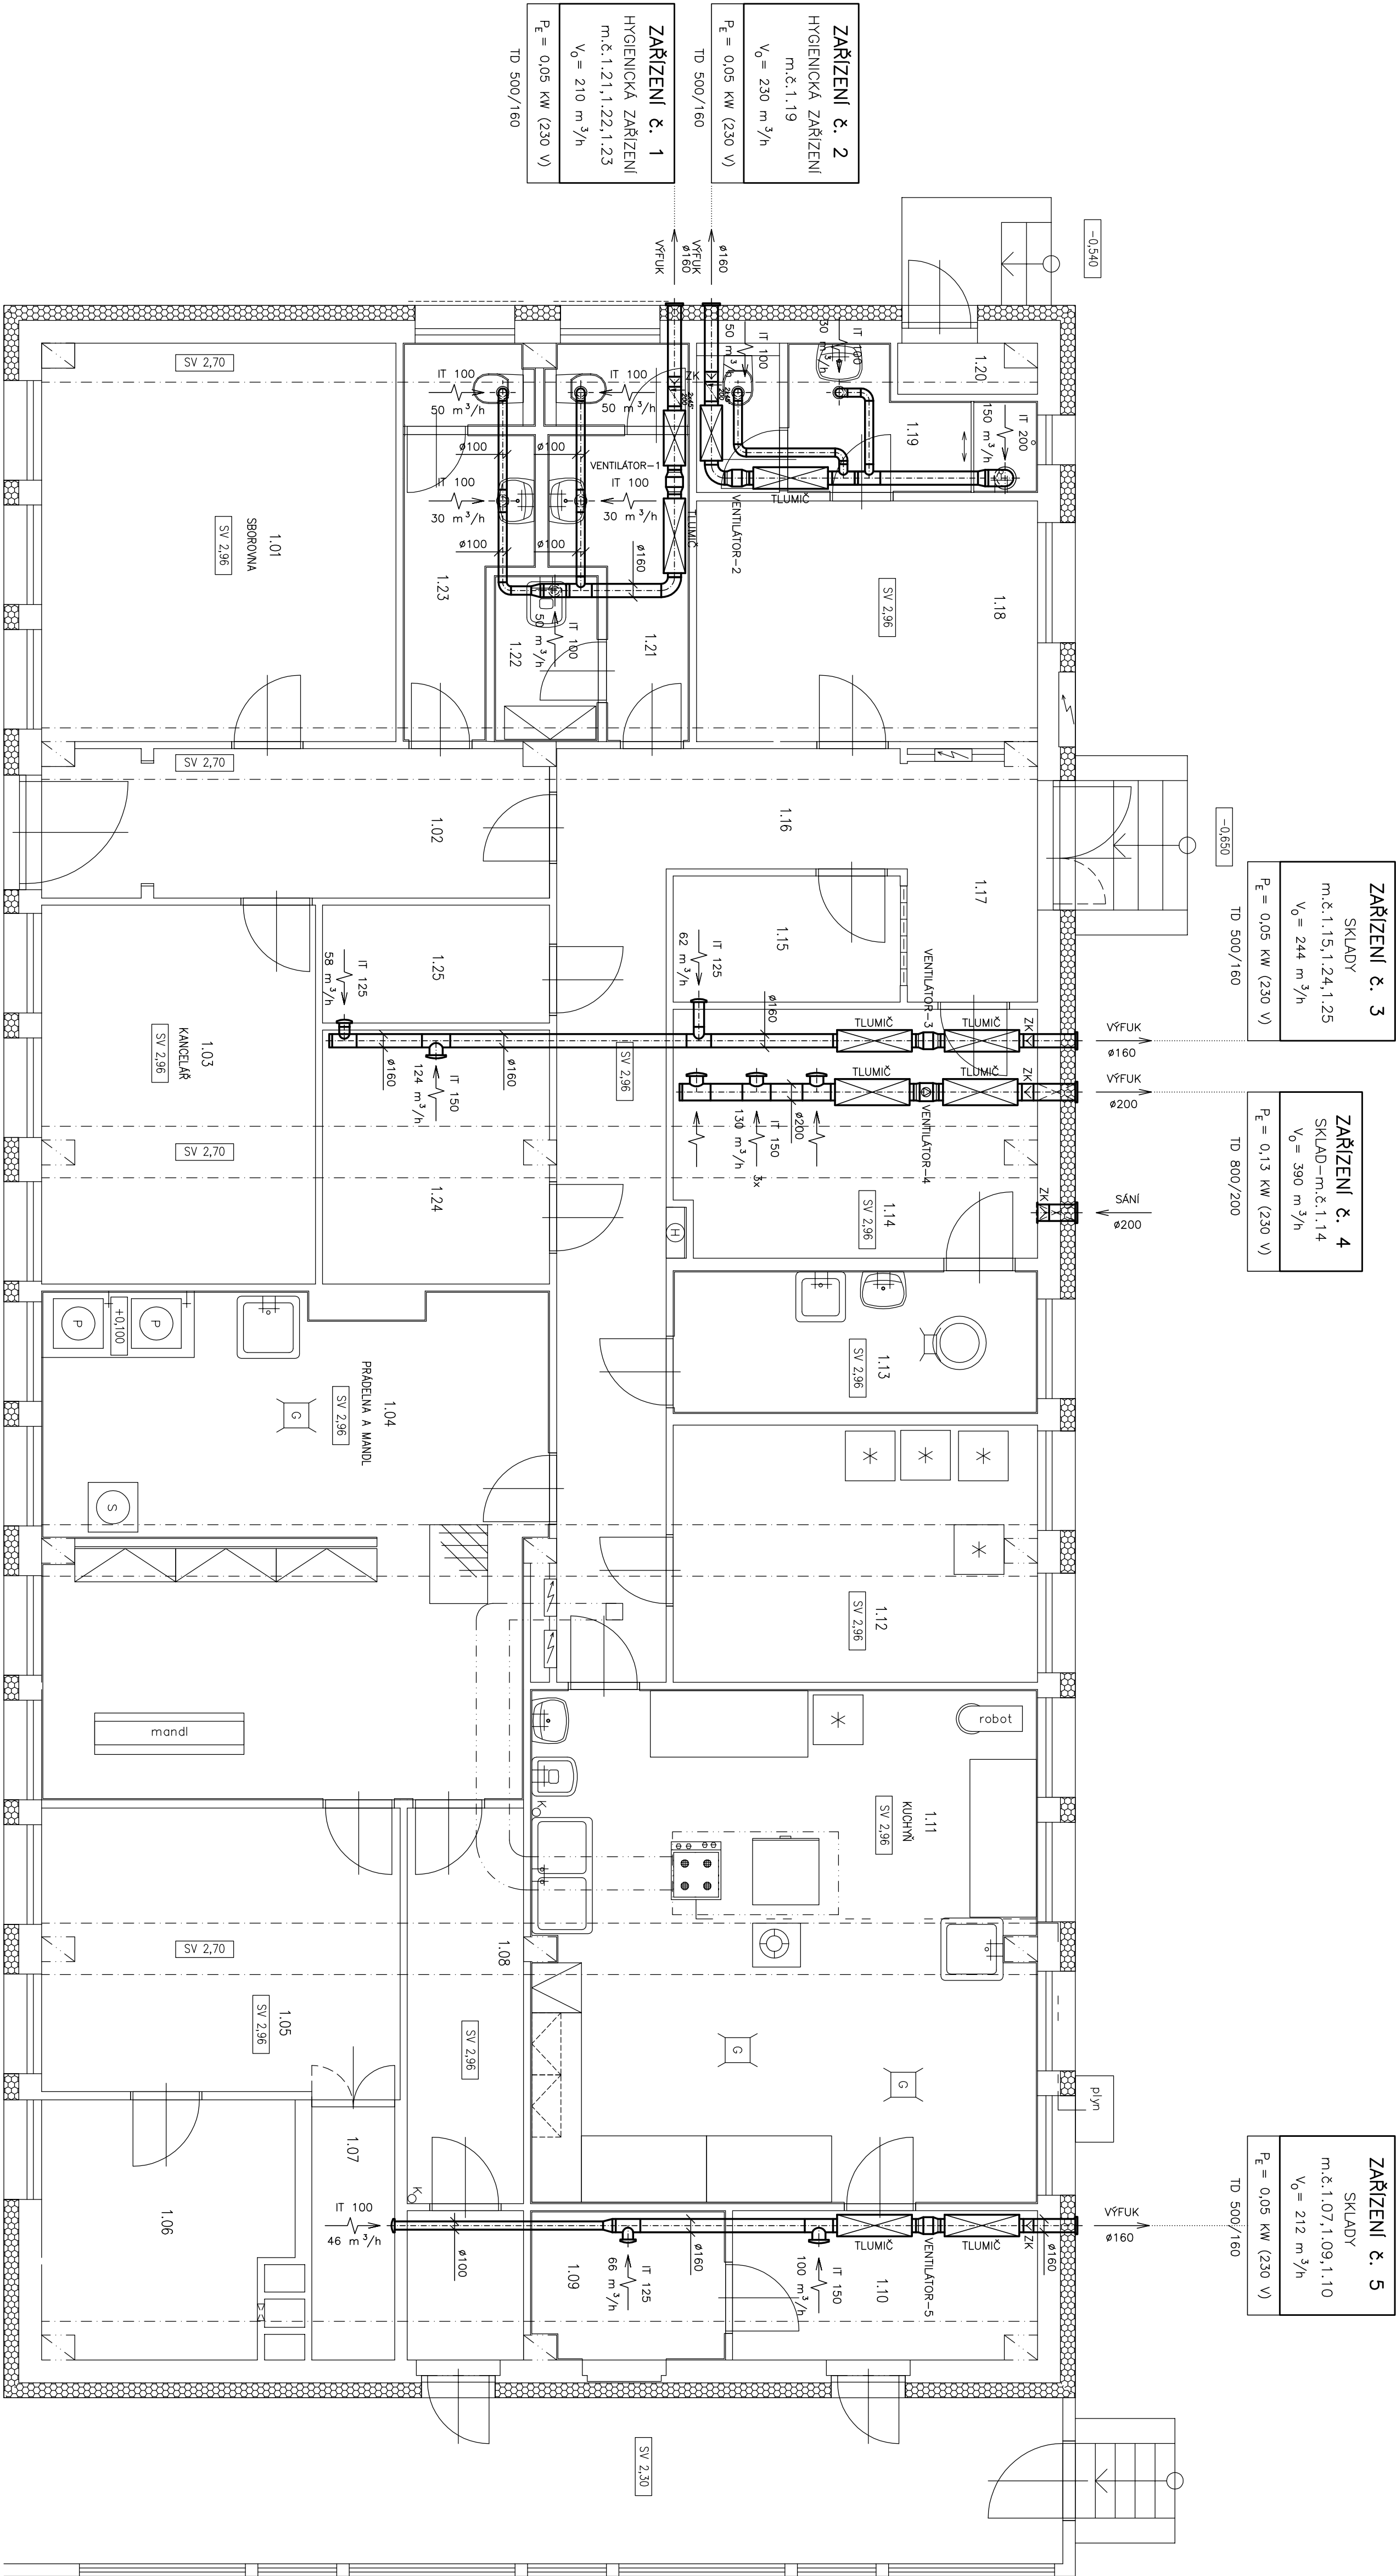 ZAŘÍZENÍ č. 1
HYGIENICKÁ ZAŘÍZENÍ
m.č.1.21,1.22,1.23
V₀= 210 m³/h
P_E = 0,05 KW (230 V)
TD 500/160
ZAŘÍZENÍ č. 2
HYGIENICKÁ ZAŘÍZENÍ
m.č.1.19
V₀= 230 m³/h
P_E = 0,05 KW (230 V)
TD 500/160
ZAŘÍZENÍ č. 3
SKLADY
m.č.1.15,1.24,1.25
V₀= 244 m³/h
P_E = 0,05 KW (230 V)
TD 500/160
ZAŘÍZENÍ č. 4
SKLAD-m.č.1.14
V₀= 390 m³/h
P_E = 0,13 KW (230 V)
TD 800/200
ZAŘÍZENÍ č. 5
SKLADY
m.č.1.07,1.09,1.10
V₀= 212 m³/h
P_E = 0,05 KW (230 V)
TD 500/160
-0,540
VÝFUK
ø160
VÝFUK
ø160
SV 2,70
IT 100
50 m³/h
IT 100
50 m³/h
ZK
IT 100
50 m³/h
IT 100
30 m³/h
1.20
1.19
IT 200
150 m³/h
ø100
ø100
VENTILÁTOR-1
IT 100
30 m³/h
IT 100
30 m³/h
TLUMIČ
VENTILÁTOR-2
TLUMIČ
ø100
ø100
ø160
1.01
SBOROVNA
SV 2,96
1.23
1.22
IT 100
50 m³/h
1.21
1.18
SV 2,96
SV 2,70
1.02
1.16
1.17
-0,650
1.15
1.25
IT 125
58 m³/h
IT 125
62 m³/h
ø160
VENTILÁTOR-3
TLUMIČ
TLUMIČ
ZK
VÝFUK
ø160
1.03
KANCELÁŘ
SV 2,96
ø160
ø160
IT 150
124 m³/h
SV 2,96
TLUMIČ
TLUMIČ
ZK
VÝFUK
ø200
ø200
IT 150
130 m³/h
3x
VENTILÁTOR-4
SV 2,70
1.24
1.14
SV 2,96
ZK
SÁNÍ
ø200
H
P
+0,100
P
1.04
PRÁDELNA A MANDL
SV 2,96
G
S
1.13
SV 2,96
1.12
SV 2,96
mandl
robot
K
1.11
KUCHYŇ
SV 2,96
SV 2,70
1.08
1.05
SV 2,96
SV 2,96
G
G
plyn
1.07
1.06
K
IT 100
46 m³/h
ø100
ø160
IT 125
66 m³/h
1.09
IT 150
100 m³/h
1.10
TLUMIČ
VENTILÁTOR-5
TLUMIČ
ZK
ø160
VÝFUK
ø160
SV 2,30